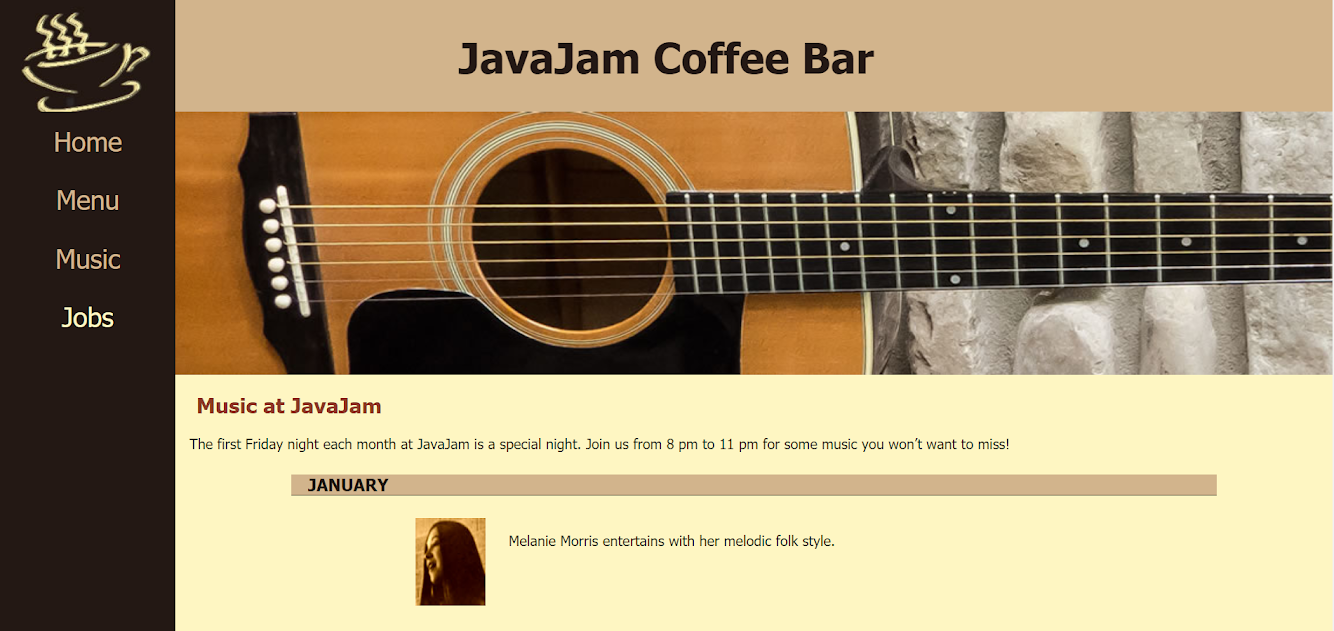 JavaJam Coffee Bar
Home
Menu
Music
Jobs
Music at JavaJam
The first Friday night each month at JavaJam is a special night. Join us from 8 pm to 11 pm for some music you won’t want to miss!
JANUARY
Melanie Morris entertains with her melodic folk style.